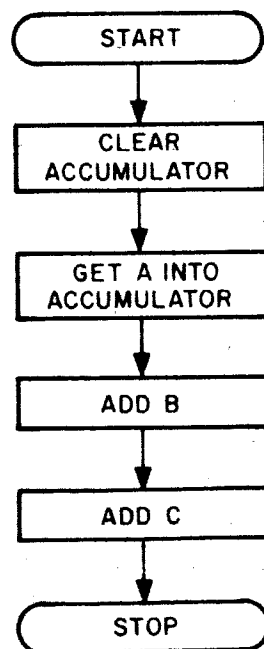 START
CLEAR
ACCUMULATOR
GET A INTO
ACCUMULATOR
ADD B
ADD C
STOP